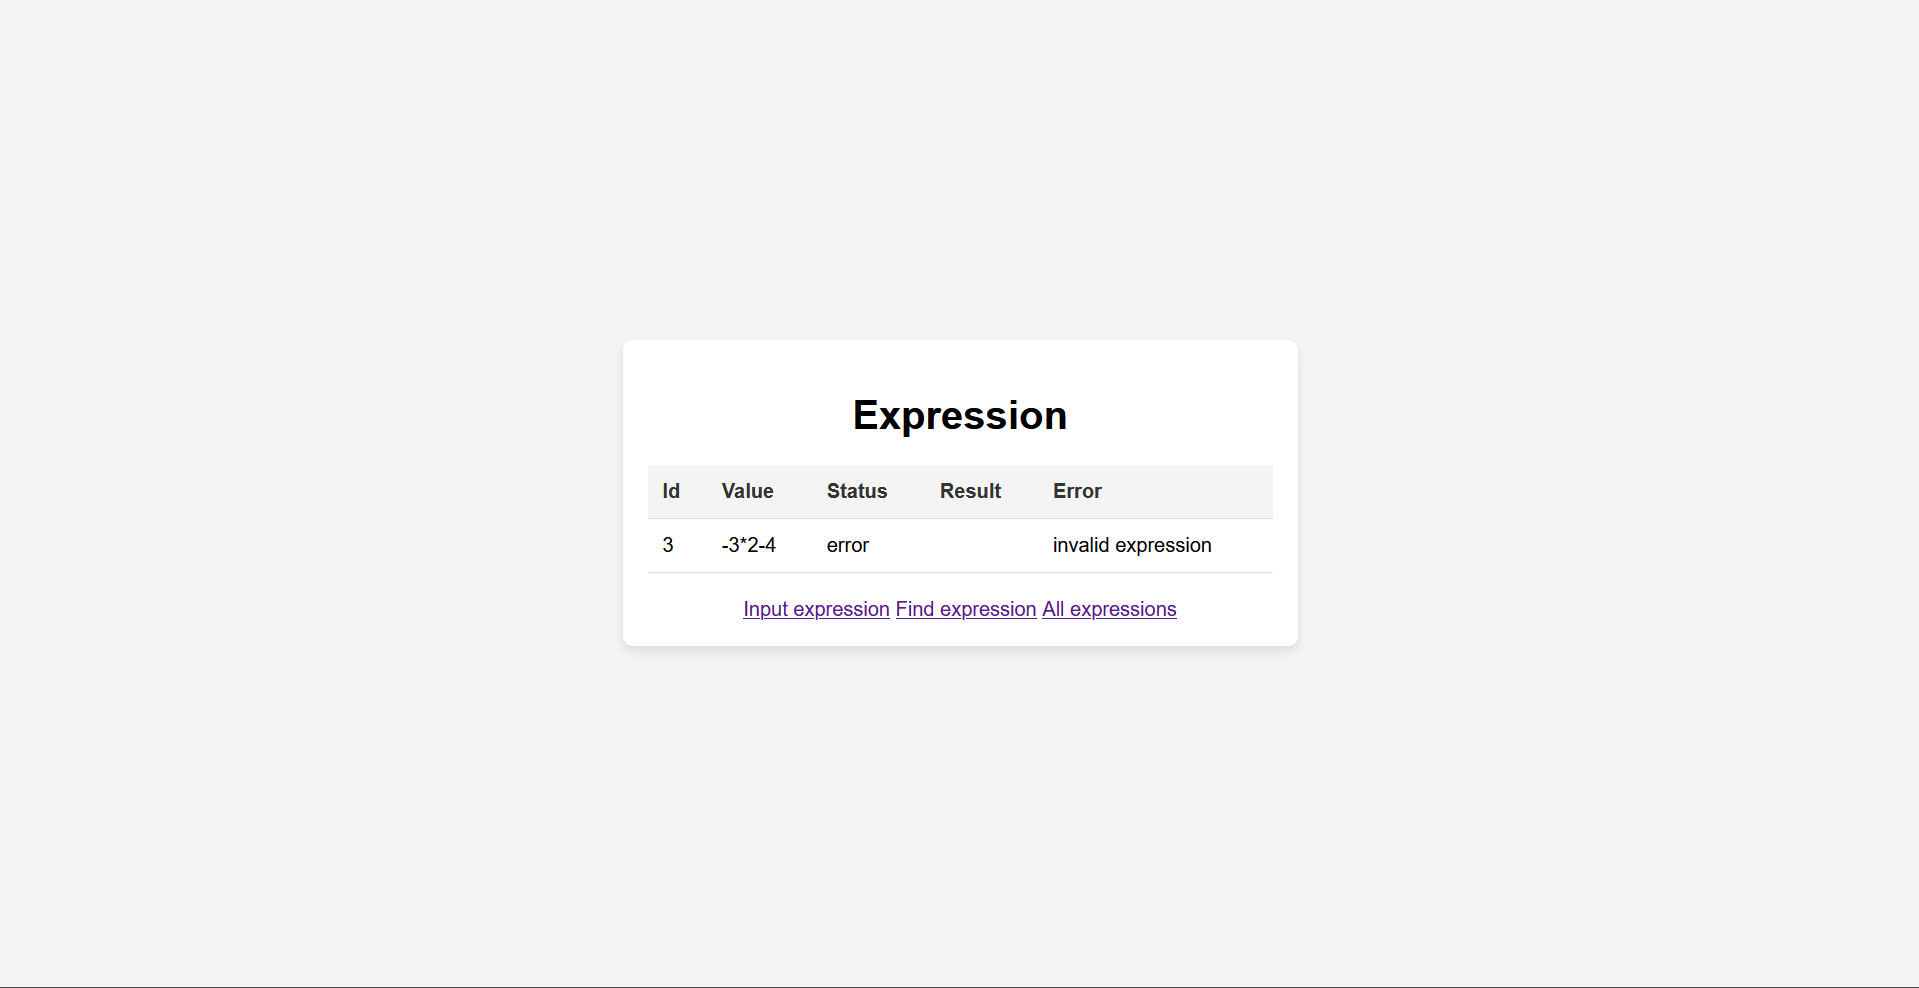 Expression
Id Value Status Result Error
3 -3*2-4 error invalid expression
Input expression Find expression All expressions